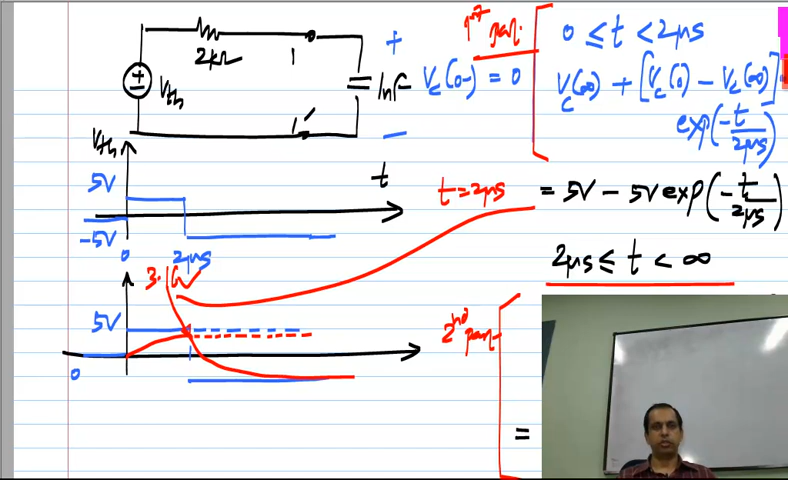 1st part
0 ≤ t < 2μs
2kΩ
1
+
Vth
1nF
Vc(0-) = 0
Vc(∞) + [Vc(0) - Vc(∞)]
exp(-t/2μs)
1'
-
Vth
5V
t
-5V
0
2μs
t=2μs
= 5V - 5V exp(-t/2μs)
2μs ≤ t < ∞
3.16V
5V
0
2nd part
=